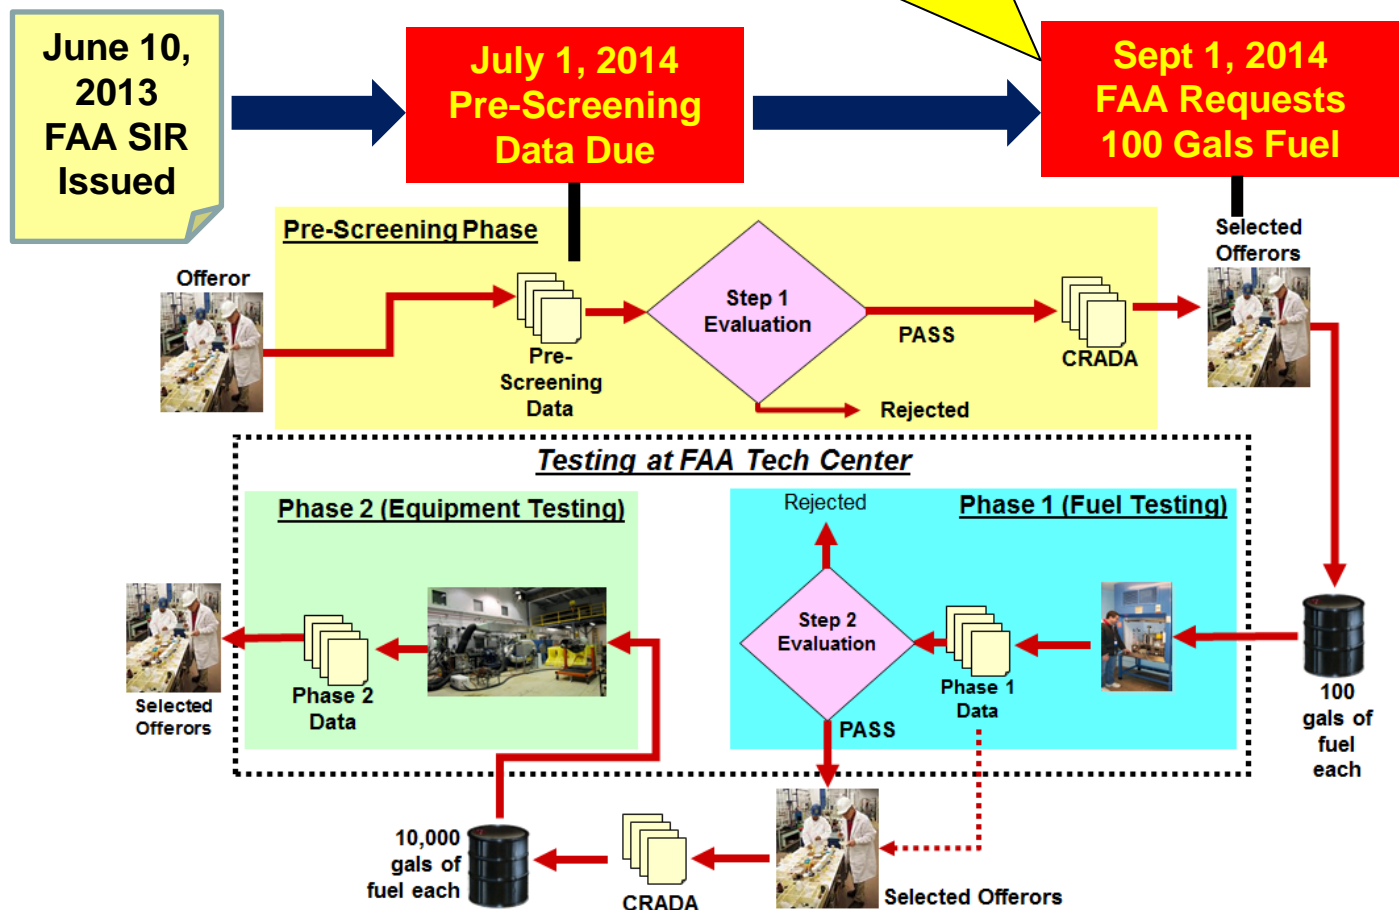 June 10,
2013
FAA SIR
Issued
July 1, 2014
Pre-Screening
Data Due
Sept 1, 2014
FAA Requests
100 Gals Fuel
Pre-Screening Phase
Offeror
Pre-
Screening
Data
Step 1
Evaluation
PASS
Rejected
CRADA
Selected
Offerors
Testing at FAA Tech Center
Phase 2 (Equipment Testing)
Phase 1 (Fuel Testing)
Rejected
Step 2
Evaluation
PASS
Phase 1
Data
100
gals of
fuel
each
Selected
Offerors
Phase 2
Data
10,000
gals of
fuel each
CRADA
Selected Offerors